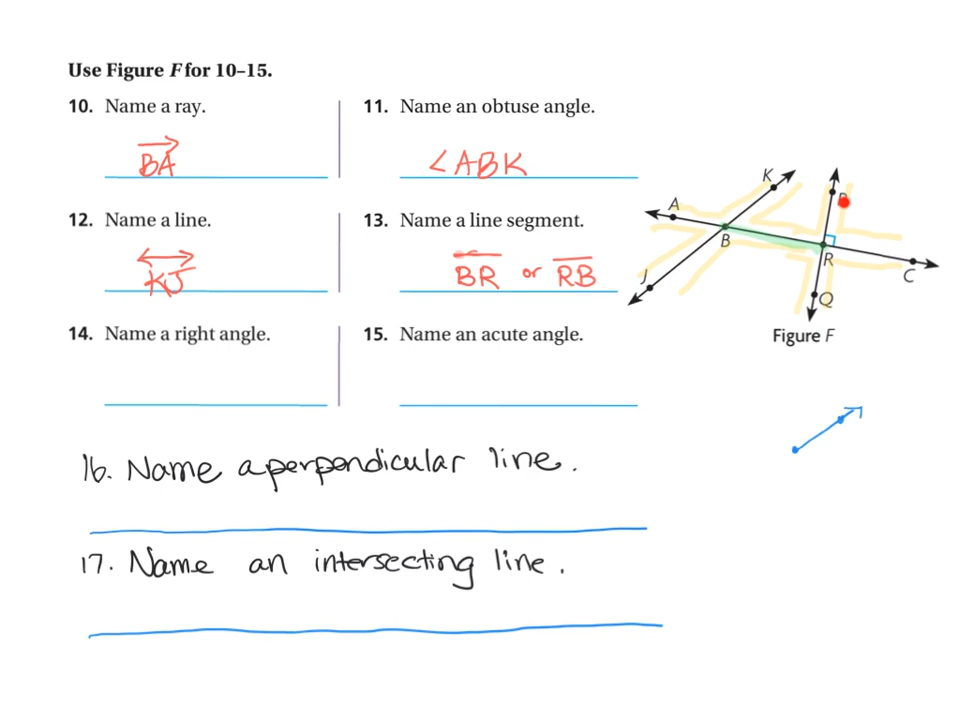 Use Figure F for 10–15.
10. Name a ray.
11. Name an obtuse angle.
BA
∠ABK
12. Name a line.
13. Name a line segment.
KJ
BR or RB
14. Name a right angle.
15. Name an acute angle.
K
A
B
R
J
C
Q
Figure F
16. Name a perpendicular line.
17. Name an intersecting line.